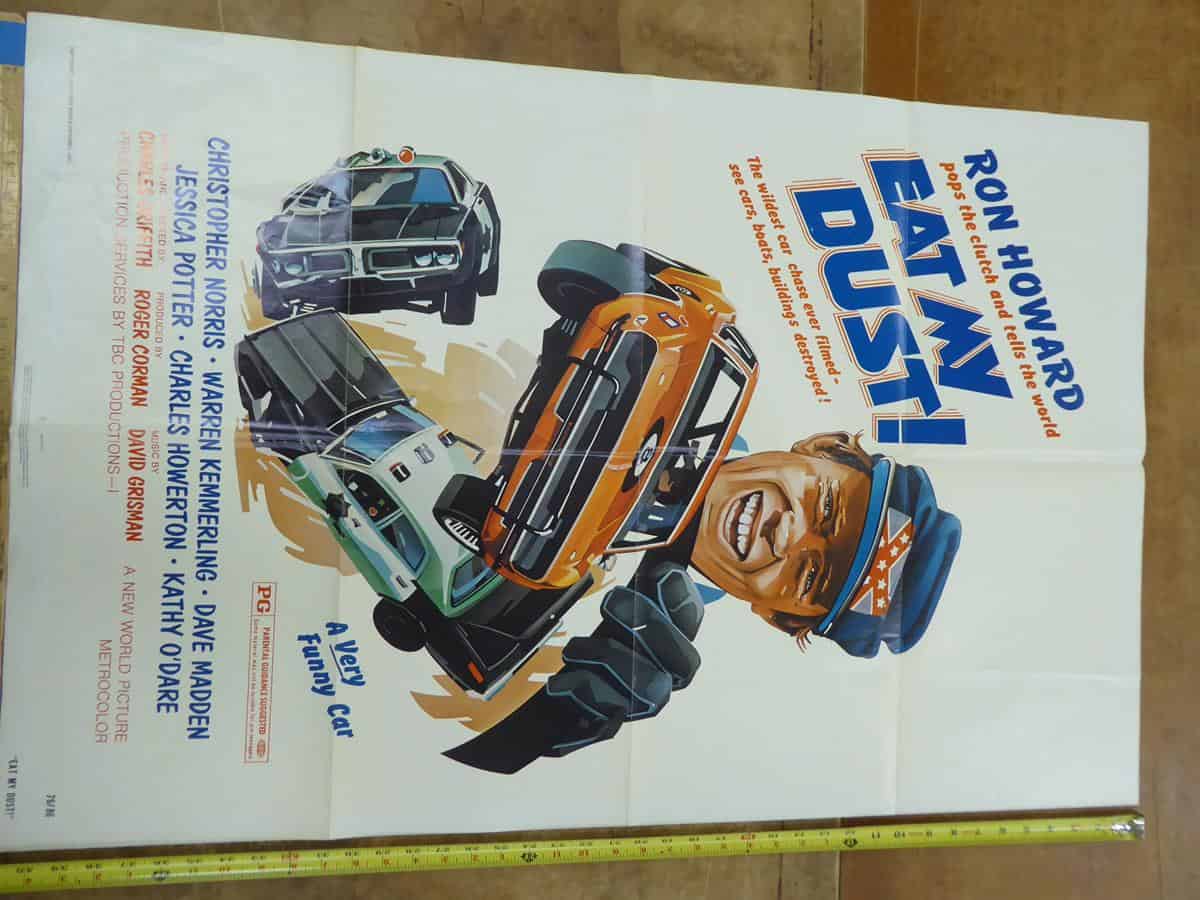 RON HOWARD
pops the clutch and tells the world
EAT MY
DUST!
The wildest car chase ever filmed-
see cars, boats, buildings destroyed!
A Very
Funny Car
PG PARENTAL GUIDANCE SUGGESTED
CHRISTOPHER NORRIS • WARREN KEMMERLING • DAVE MADDEN
JESSICA POTTER • CHARLES HOWERTON • KATHY O'DARE
PRODUCED BY MUSIC BY
CHARLES GRIFFITH ROGER CORMAN DAVID GRISMAN A NEW WORLD PICTURE
PRODUCTION SERVICES BY TBC PRODUCTIONS—I METROCOLOR
76/86
"EAT MY DUST!"